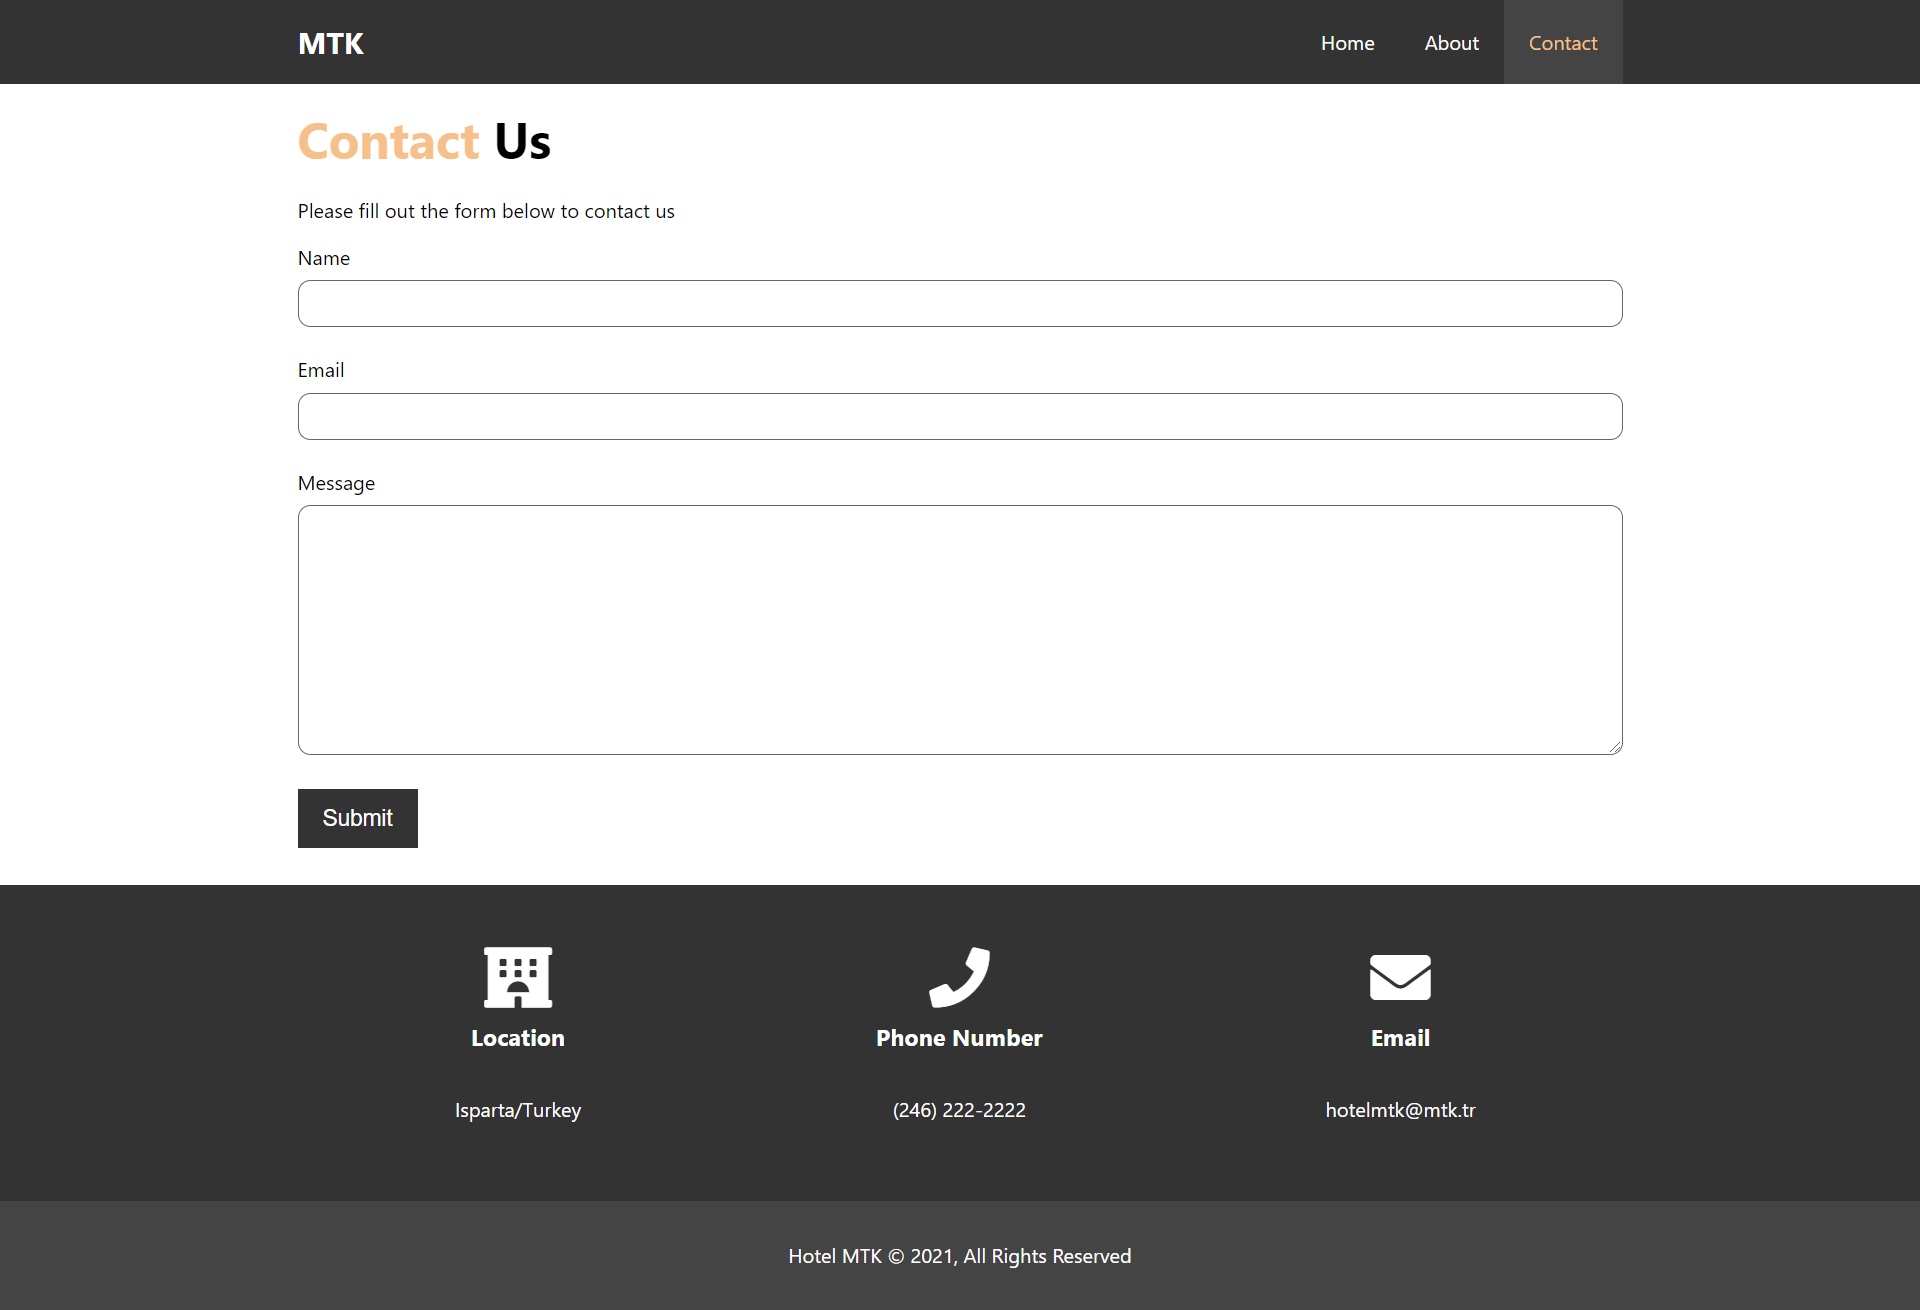 MTK
Home About Contact
Contact Us
Please fill out the form below to contact us
Name
Email
Message
Submit
Location Phone Number Email
Isparta/Turkey (246) 222-2222 hotelmtk@mtk.tr
Hotel MTK © 2021, All Rights Reserved